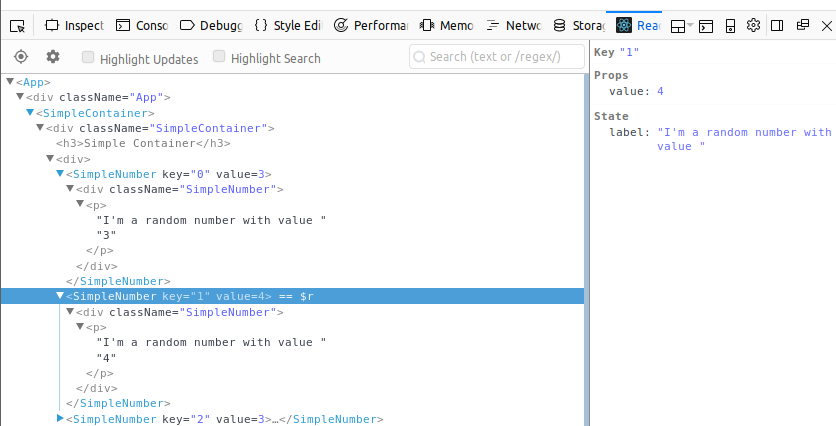 Inspect Conso Debugg Style Edi Performa Memo Netwo Storag Rea
Highlight Updates Highlight Search Search (text or /regex/)
<App>
<div className="App">
<SimpleContainer>
<div className="SimpleContainer">
<h3>Simple Container</h3>
<div>
<SimpleNumber key="0" value=3>
<div className="SimpleNumber">
<p>
"I'm a random number with value "
"3"
</p>
</div>
</SimpleNumber>
<SimpleNumber key="1" value=4> == $r
<div className="SimpleNumber">
<p>
"I'm a random number with value "
"4"
</p>
</div>
</SimpleNumber>
<SimpleNumber key="2" value=3>…</SimpleNumber>
Key "1"
Props
value: 4
State
label: "I'm a random number with
value "